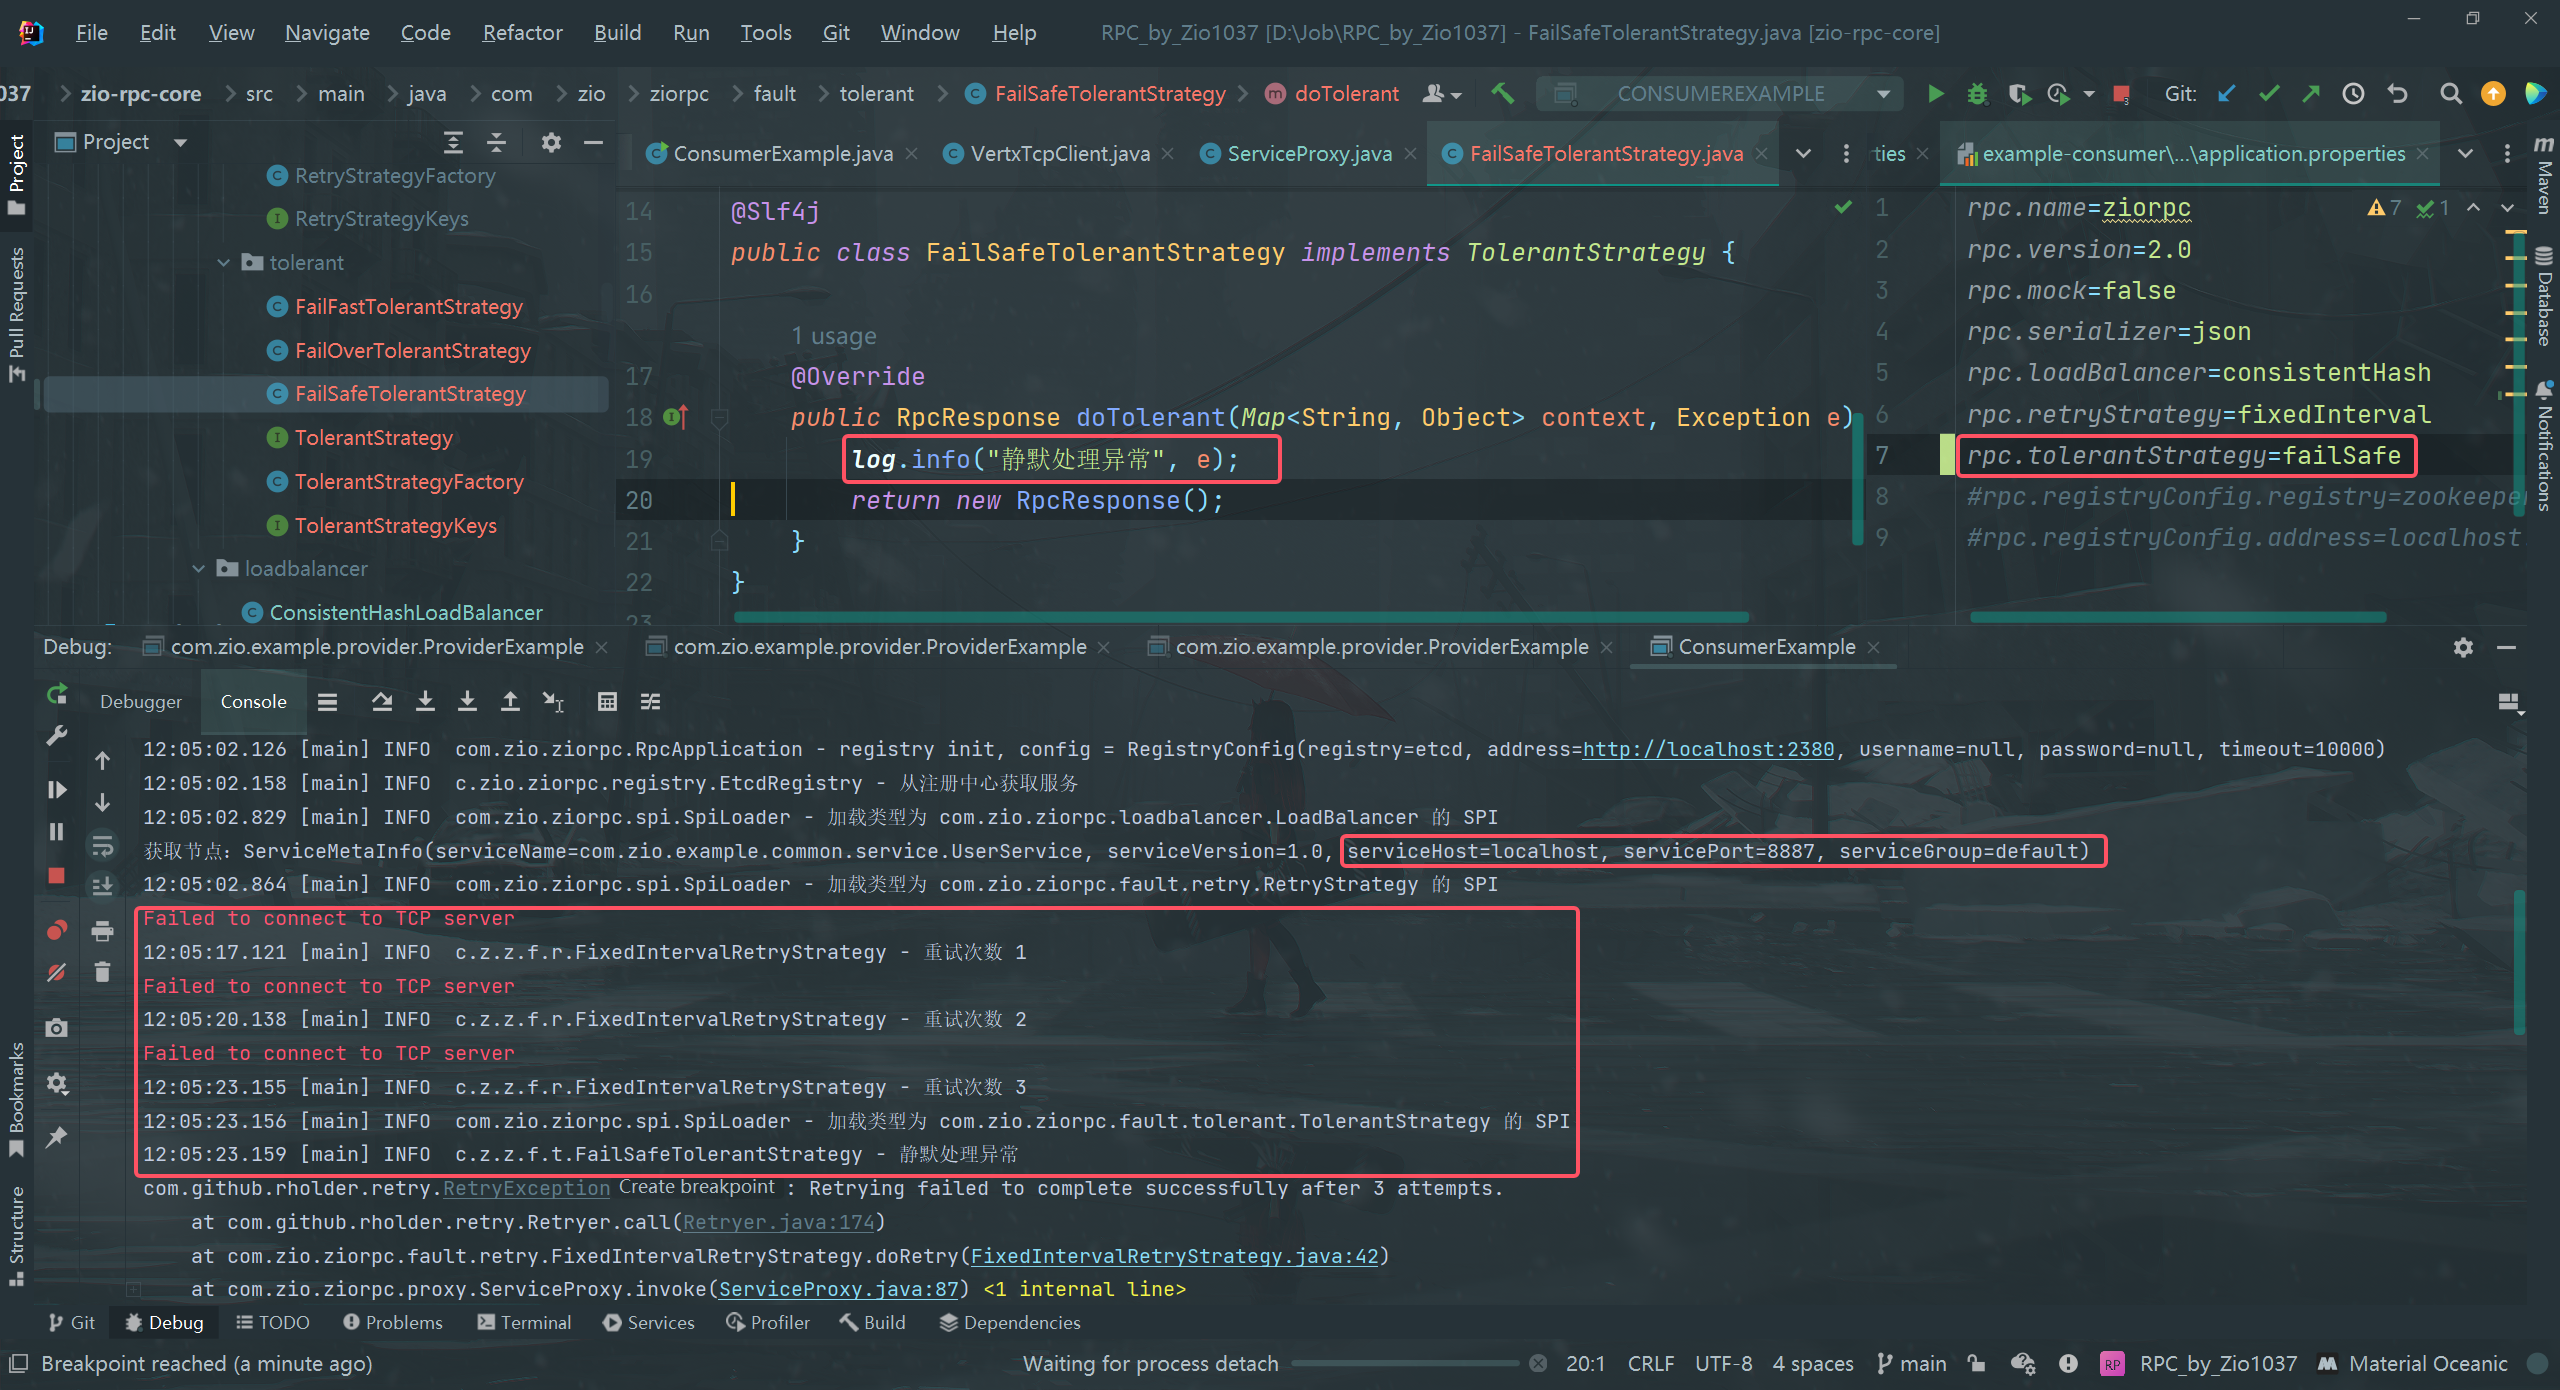 File Edit View Navigate Code Refactor Build Run Tools Git Window Help RPC_by_Zio1037 [D:\Job\RPC_by_Zio1037] - FailSafeTolerantStrategy.java [zio-rpc-core]
037 zio-rpc-core src main java com zio ziorpc fault tolerant FailSafeTolerantStrategy doTolerant CONSUMEREXAMPLE Git:
Project
RetryStrategyFactory
RetryStrategyKeys
tolerant
FailFastTolerantStrategy
FailOverTolerantStrategy
FailSafeTolerantStrategy
TolerantStrategy
TolerantStrategyFactory
TolerantStrategyKeys
loadbalancer
ConsistentHashLoadBalancer
Project
Pull Requests
Bookmarks
Structure
ConsumerExample.java VertxTcpClient.java ServiceProxy.java FailSafeTolerantStrategy.java
14 @Slf4j
15 public class FailSafeTolerantStrategy implements TolerantStrategy {
16
1 usage
17 @Override
18 public RpcResponse doTolerant(Map<String, Object> context, Exception e)
19 log.info("静默处理异常", e);
20 return new RpcResponse();
21 }
22 }
23
ties example-consumer\...\application.properties
1 rpc.name=ziorpc 7 1
2 rpc.version=2.0
3 rpc.mock=false
4 rpc.serializer=json
5 rpc.loadBalancer=consistentHash
6 rpc.retryStrategy=fixedInterval
7 rpc.tolerantStrategy=failSafe
8 #rpc.registryConfig.registry=zookeeper
9 #rpc.registryConfig.address=localhost:
Maven
Database
Notifications
Debug: com.zio.example.provider.ProviderExample com.zio.example.provider.ProviderExample com.zio.example.provider.ProviderExample ConsumerExample
Debugger Console
12:05:02.126 [main] INFO com.zio.ziorpc.RpcApplication - registry init, config = RegistryConfig(registry=etcd, address=http://localhost:2380, username=null, password=null, timeout=10000)
12:05:02.158 [main] INFO c.zio.ziorpc.registry.EtcdRegistry - 从注册中心获取服务
12:05:02.829 [main] INFO com.zio.ziorpc.spi.SpiLoader - 加载类型为 com.zio.ziorpc.loadbalancer.LoadBalancer 的 SPI
获取节点: ServiceMetaInfo(serviceName=com.zio.example.common.service.UserService, serviceVersion=1.0, serviceHost=localhost, servicePort=8887, serviceGroup=default)
12:05:02.864 [main] INFO com.zio.ziorpc.spi.SpiLoader - 加载类型为 com.zio.ziorpc.fault.retry.RetryStrategy 的 SPI
Failed to connect to TCP server
12:05:17.121 [main] INFO c.z.z.f.r.FixedIntervalRetryStrategy - 重试次数 1
Failed to connect to TCP server
12:05:20.138 [main] INFO c.z.z.f.r.FixedIntervalRetryStrategy - 重试次数 2
Failed to connect to TCP server
12:05:23.155 [main] INFO c.z.z.f.r.FixedIntervalRetryStrategy - 重试次数 3
12:05:23.156 [main] INFO com.zio.ziorpc.spi.SpiLoader - 加载类型为 com.zio.ziorpc.fault.tolerant.TolerantStrategy 的 SPI
12:05:23.159 [main] INFO c.z.z.f.t.FailSafeTolerantStrategy - 静默处理异常
com.github.rholder.retry.RetryException Create breakpoint : Retrying failed to complete successfully after 3 attempts.
at com.github.rholder.retry.Retryer.call(Retryer.java:174)
at com.zio.ziorpc.fault.retry.FixedIntervalRetryStrategy.doRetry(FixedIntervalRetryStrategy.java:42)
at com.zio.ziorpc.proxy.ServiceProxy.invoke(ServiceProxy.java:87) <1 internal line>
Git Debug TODO Problems Terminal Services Profiler Build Dependencies
Breakpoint reached (a minute ago) Waiting for process detach 20:1 CRLF UTF-8 4 spaces main RP RPC_by_Zio1037 Material Oceanic